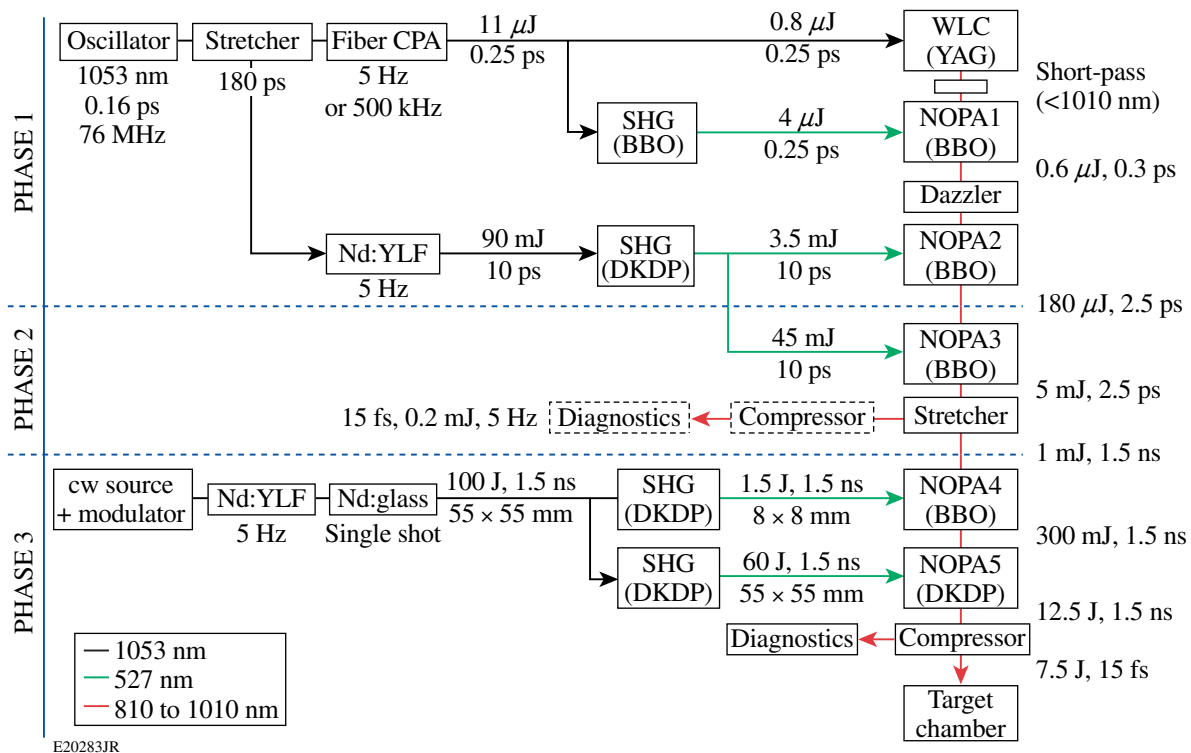 PHASE 1
Oscillator
1053 nm
0.16 ps
76 MHz
Stretcher
180 ps
Fiber CPA
5 Hz
or 500 kHz
11 μJ
0.25 ps
0.8 μJ
0.25 ps
WLC
(YAG)
Short-pass
(<1010 nm)
SHG
(BBO)
4 μJ
0.25 ps
NOPA1
(BBO)
0.6 μJ, 0.3 ps
Dazzler
Nd:YLF
5 Hz
90 mJ
10 ps
SHG
(DKDP)
3.5 mJ
10 ps
NOPA2
(BBO)
180 μJ, 2.5 ps
PHASE 2
45 mJ
10 ps
NOPA3
(BBO)
5 mJ, 2.5 ps
15 fs, 0.2 mJ, 5 Hz
Diagnostics
Compressor
Stretcher
1 mJ, 1.5 ns
PHASE 3
cw source
+ modulator
Nd:YLF
5 Hz
Nd:glass
Single shot
100 J, 1.5 ns
55 × 55 mm
SHG
(DKDP)
1.5 J, 1.5 ns
8 × 8 mm
NOPA4
(BBO)
300 mJ, 1.5 ns
SHG
(DKDP)
60 J, 1.5 ns
55 × 55 mm
NOPA5
(DKDP)
12.5 J, 1.5 ns
Diagnostics
Compressor
7.5 J, 15 fs
Target
chamber
1053 nm
527 nm
810 to 1010 nm
E20283JR